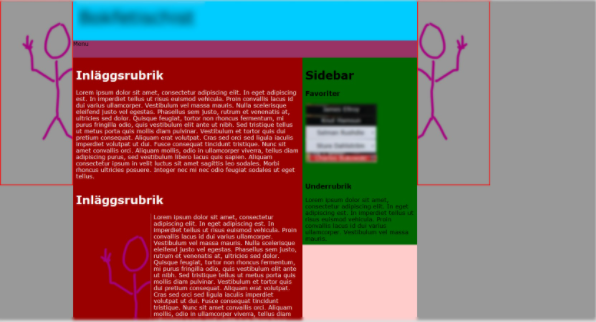 Menu
Inläggsrubrik
Lorem ipsum dolor sit amet, consectetur adipiscing et. In
eget adipiscing est. In imperdiet tellus ut risus euismod vehicula. Proin convallis lacus id
dui varius ullamcorper. Vestibulum vel massa mauris. Nulla scelerisque
eleifend justo vel egestas. Phasellus sem justo, rutrum et venenatis at,
ultricies sed dolor. Quisque feugiat, tortor non rhoncus fermentum, mi
purus fringilla odio, quis vestibulum elit ante ut nibh. Sed tristique tellus
ut metus porta quis mollis diam pulvinar. Vestibulum et tortor quis dui
pretium consequat. Aliquam erat volutpat. Cras sed orci sed ligula iaculis
imperdiet volutpat ut dui. Fusce consequat tincidunt tristique. Nunc sit
amet convallis orci. Aliquam mollis, odio in ullamcorper viverra, tellus diam
adipiscing purus, sed vestibulum libero lacus quis sapien. Aliquam
consectetur ipsum in velit luctus sit amet sagittis leo sodales. Morbi
rhoncus ultricies posuere. Integer nec mi nec odio feugiat sodales ut eget
tellus.
Inläggsrubrik
Lorem ipsum dolor sit amet, consectetur
adipiscing est. In eget adipiscing est. In
imperdiet tellus ut risus euismod vehicula.
Proin convallis lacus id dui varius ullamcorper.
Vestibulum vel massa mauris. Nulla scelerisque
eleifend justo vel egestas. Phasellus sem justo,
rutrum et venenatis at, ultricies sed dolor.
Quisque feugiat, tortor non rhoncus fermentum,
mi purus fringilla odio, quis vestibulum elit ante
ut nibh. Sed tristique tellus ut metus porta quis
mollis diam pulvinar. Vestibulum et tortor quis
dui pretium consequat. Aliquam erat volutpat.
Cras sed orci sed ligula iaculis imperdiet
volutpat ut dui. Fusce consequat tincidunt
tristique. Nunc sit amet convallis orci. Aliquam
mollis, odio in ullamcorper viverra, tellus diam
Sidebar
Favoriter
Underrubrik
Lorem ipsum dolor sit amet, consectetur
adipiscing elit. In eget adipiscing est. In
imperdiet tellus ut risus euismod
vehicula. Proin convallis lacus id dui
varius ullamcorper. Vestibulum vel massa
mauris.